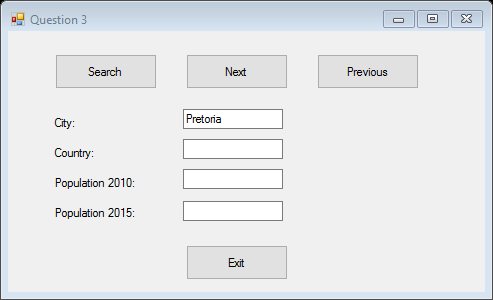 Question 3
Search Next Previous
City: Pretoria
Country:
Population 2010:
Population 2015:
Exit